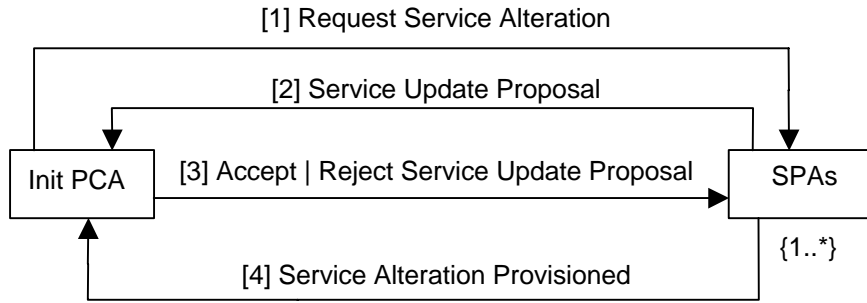 [1] Request Service Alteration
[2] Service Update Proposal
Init PCA
[3] Accept | Reject Service Update Proposal
SPAs
{1..*}
[4] Service Alteration Provisioned